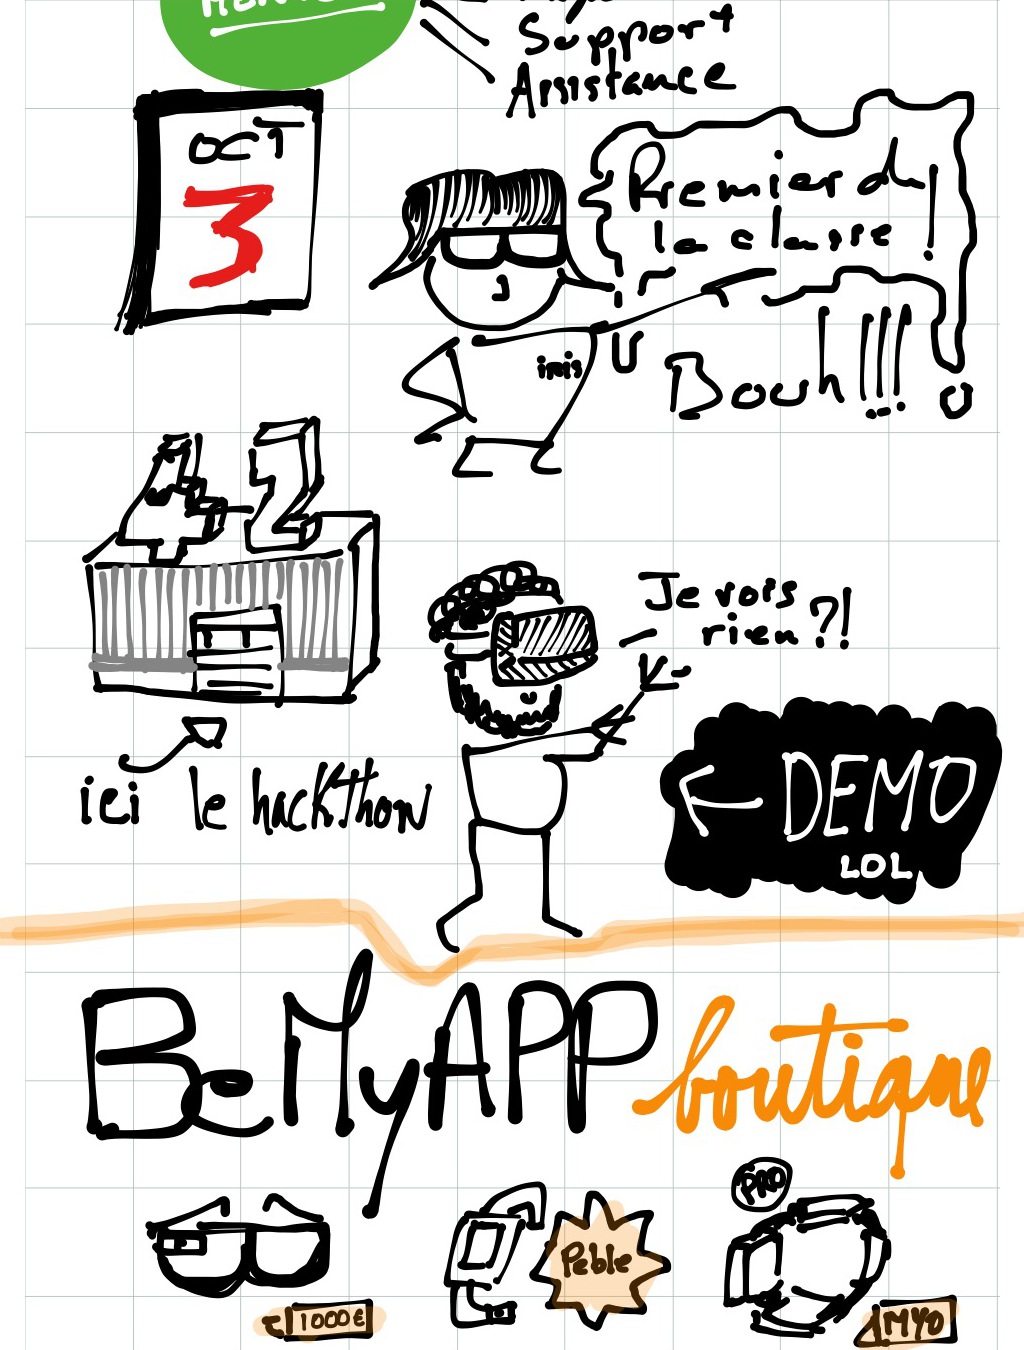 Support
Assistance
OCT
3
Premier de
la classe !
inis
Bouh!!!
42
Je vois
rien ?!
ici le hackthon
← DEMO
LOL
BeMyAPP boutique
PRO
Peble
1000€
MYO